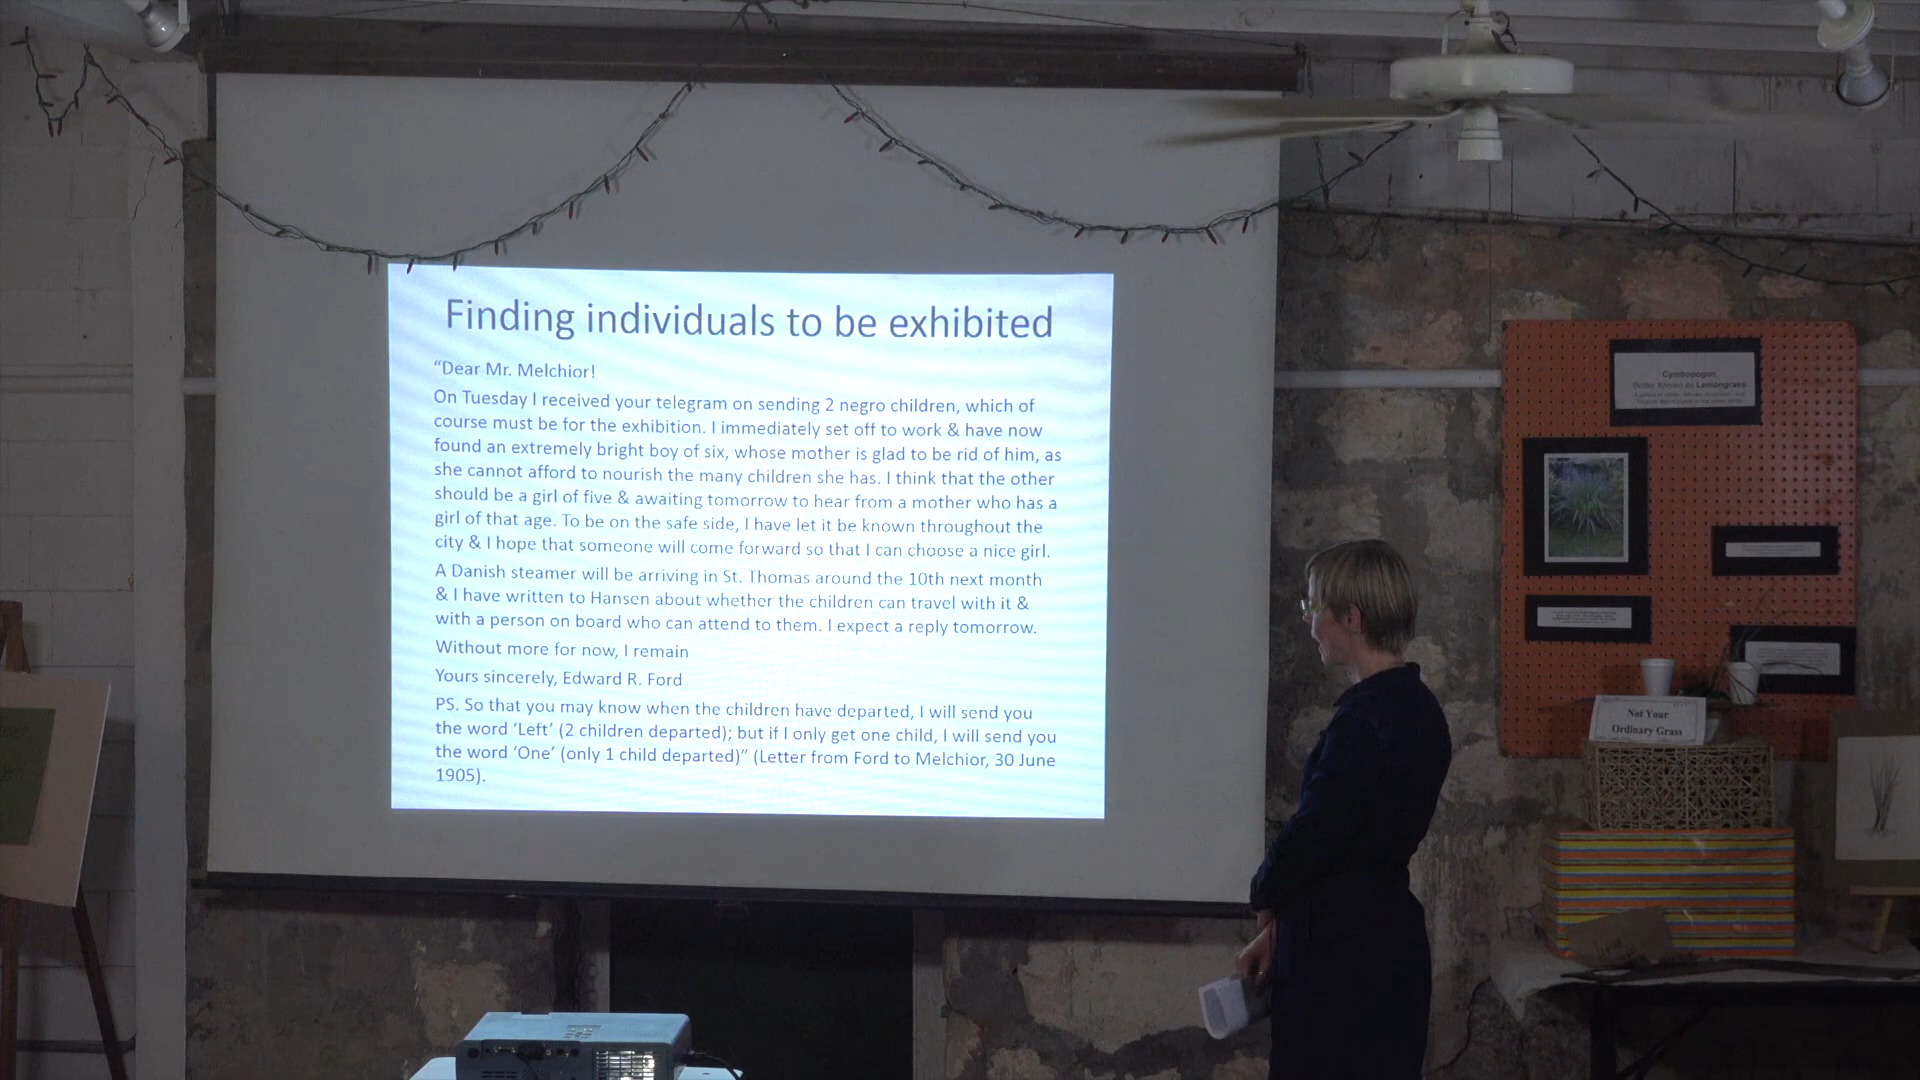 Finding individuals to be exhibited
“Dear Mr. Melchior!
On Tuesday I received your telegram on sending 2 negro children, which of
course must be for the exhibition. I immediately set off to work & have now
found an extremely bright boy of six, whose mother is glad to be rid of him, as
she cannot afford to nourish the many children she has. I think that the other
should be a girl of five & awaiting tomorrow to hear from a mother who has a
girl of that age. To be on the safe side, I have let it be known throughout the
city & I hope that someone will come forward so that I can choose a nice girl.
A Danish steamer will be arriving in St. Thomas around the 10th next month
& I have written to Hansen about whether the children can travel with it &
with a person on board who can attend to them. I expect a reply tomorrow.
Without more for now, I remain
Yours sincerely, Edward R. Ford
PS. So that you may know when the children have departed, I will send you
the word ‘Left’ (2 children departed); but if I only get one child, I will send you
the word ‘One’ (only 1 child departed)” (Letter from Ford to Melchior, 30 June
1905).
Cymbopogon
Better Known as Lemongrass
Not Your
Ordinary Grass